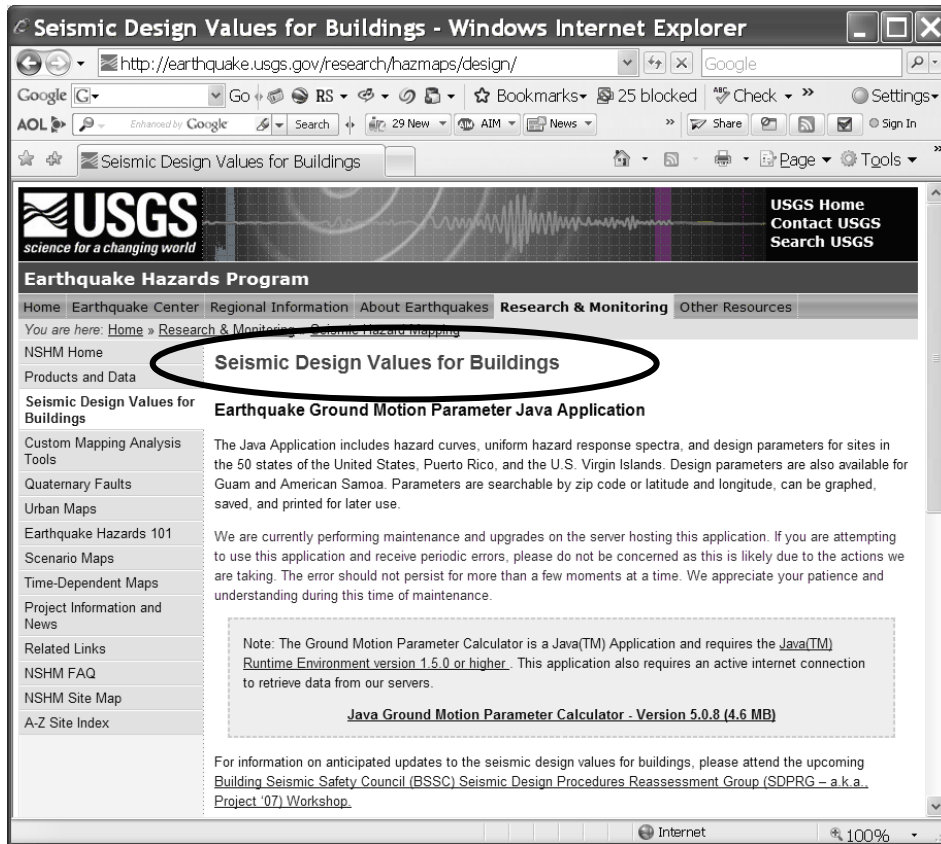 Seismic Design Values for Buildings - Windows Internet Explorer
http://earthquake.usgs.gov/research/hazmaps/design/
Google
Google G Go RS Bookmarks 25 blocked Check » Settings
AOL Enhanced by Google Search 29 New AIM News » Share Sign In
Seismic Design Values for Buildings Page Tools »
USGS
science for a changing world
USGS Home
Contact USGS
Search USGS
Earthquake Hazards Program
Home Earthquake Center Regional Information About Earthquakes Research & Monitoring Other Resources
You are here: Home » Research & Monitoring » Seismic Hazard Mapping
NSHM Home
Products and Data
Seismic Design Values for
Buildings
Custom Mapping Analysis
Tools
Quaternary Faults
Urban Maps
Earthquake Hazards 101
Scenario Maps
Time-Dependent Maps
Project Information and
News
Related Links
NSHM FAQ
NSHM Site Map
A-Z Site Index
Seismic Design Values for Buildings
Earthquake Ground Motion Parameter Java Application
The Java Application includes hazard curves, uniform hazard response spectra, and design parameters for sites in
the 50 states of the United States, Puerto Rico, and the U.S. Virgin Islands. Design parameters are also available for
Guam and American Samoa. Parameters are searchable by zip code or latitude and longitude, can be graphed,
saved, and printed for later use.
We are currently performing maintenance and upgrades on the server hosting this application. If you are attempting
to use this application and receive periodic errors, please do not be concerned as this is likely due to the actions we
are taking. The error should not persist for more than a few moments at a time. We appreciate your patience and
understanding during this time of maintenance.
Note: The Ground Motion Parameter Calculator is a Java(TM) Application and requires the Java(TM)
Runtime Environment version 1.5.0 or higher . This application also requires an active internet connection
to retrieve data from our servers.
Java Ground Motion Parameter Calculator - Version 5.0.8 (4.6 MB)
For information on anticipated updates to the seismic design values for buildings, please attend the upcoming
Building Seismic Safety Council (BSSC) Seismic Design Procedures Reassessment Group (SDPRG – a.k.a.,
Project '07) Workshop.
Internet 100%